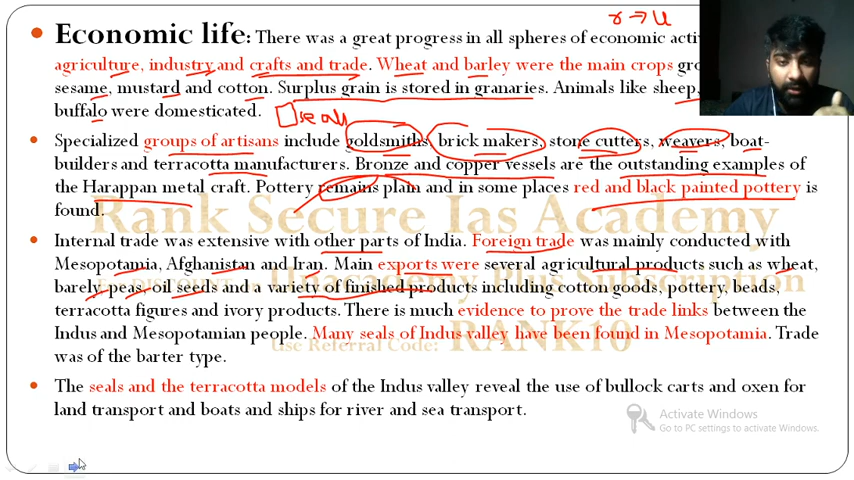 r → u
• Economic life: There was a great progress in all spheres of economic acti
agriculture, industry and crafts and trade. Wheat and barley were the main crops gr
sesame, mustard and cotton. Surplus grain is stored in granaries. Animals like sheep,
buffalo were domesticated.
• Specialized groups of artisans include goldsmiths, brick makers, stone cutters, weavers, boat-
builders and terracotta manufacturers. Bronze and copper vessels are the outstanding examples of
the Harappan metal craft. Pottery remains plain and in some places red and black painted pottery is
found.
Rank Secure Ias Academy
• Internal trade was extensive with other parts of India. Foreign trade was mainly conducted with
Mesopotamia, Afghanistan and Iran. Main exports were several agricultural products such as wheat,
barely peas, oil seeds and a variety of finished products including cotton goods, pottery, beads,
Unacademy Plus Subscription
terracotta figures and ivory products. There is much evidence to prove the trade links between the
Indus and Mesopotamian people. Many seals of Indus valley have been found in Mesopotamia. Trade
Use Referral Code: RANK10
was of the barter type.
• The seals and the terracotta models of the Indus valley reveal the use of bullock carts and oxen for
land transport and boats and ships for river and sea transport.
Activate Windows
Go to PC settings to activate Windows.